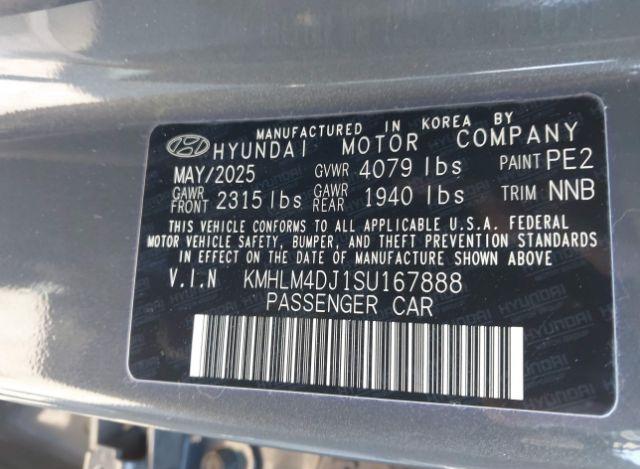 MANUFACTURED IN KOREA BY
HYUNDAI MOTOR COMPANY
MAY/2025 GVWR 4079 lbs PAINT PE2
GAWR FRONT 2315 lbs GAWR REAR 1940 lbs TRIM NNB
THIS VEHICLE CONFORMS TO ALL APPLICABLE U.S.A. FEDERAL
MOTOR VEHICLE SAFETY, BUMPER, AND THEFT PREVENTION STANDARDS
IN EFFECT ON THE DATE OF MANUFACTURE SHOWN ABOVE.
V.I.N KMHLM4DJ1SU167888
PASSENGER CAR